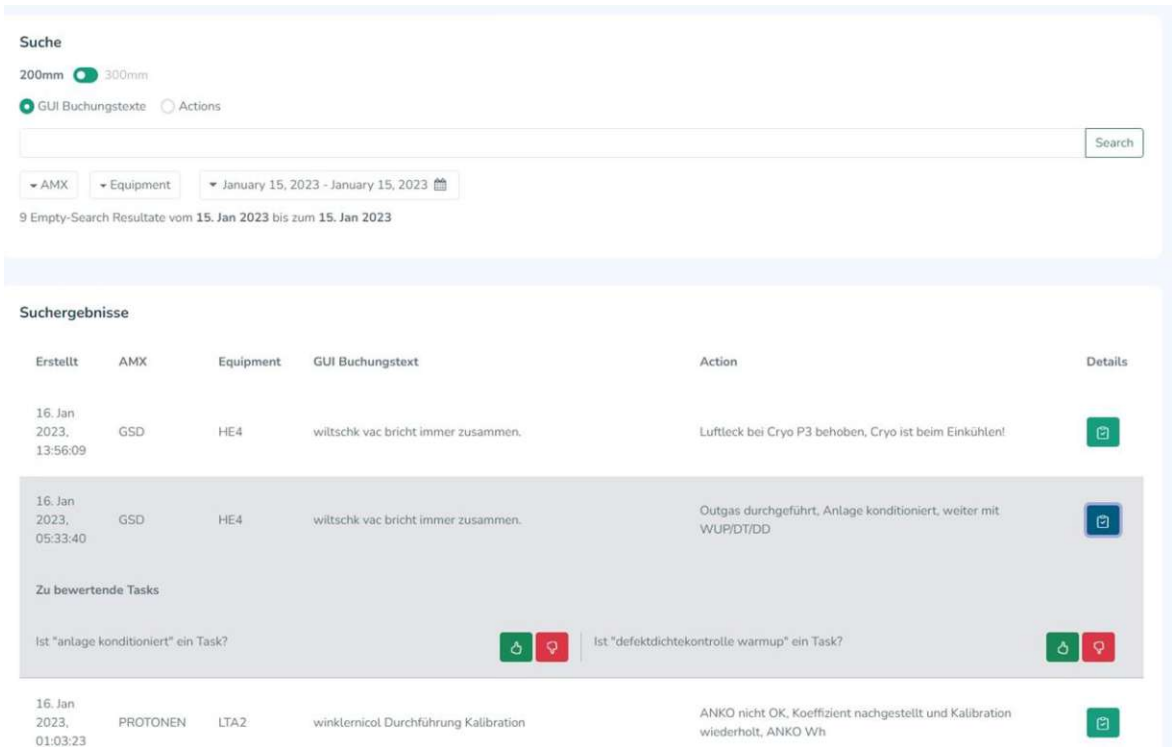 Suche
200mm 300mm
GUI Buchungstexte Actions
Search
AMX Equipment January 15, 2023 - January 15, 2023
9 Empty-Search Resultate vom 15. Jan 2023 bis zum 15. Jan 2023
Suchergebnisse
Erstellt AMX Equipment GUI Buchungstext Action Details
16. Jan
2023, GSD HE4 wiltschk vac bricht immer zusammen. Luftleck bei Cryo P3 behoben, Cryo ist beim Einkühlen!
13:56:09
16. Jan
2023, GSD HE4 wiltschk vac bricht immer zusammen. Outgas durchgeführt, Anlage konditioniert, weiter mit
05:33:40 WUP/DT/DD
Zu bewertende Tasks
Ist "anlage konditioniert" ein Task? Ist "defektdichtekontrolle warmup" ein Task?
16. Jan
2023, PROTONEN LTA2 winklernicol Durchführung Kalibration ANKO nicht OK, Koeffizient nachgestellt und Kalibration
01:03:23 wiederholt, ANKO Wh